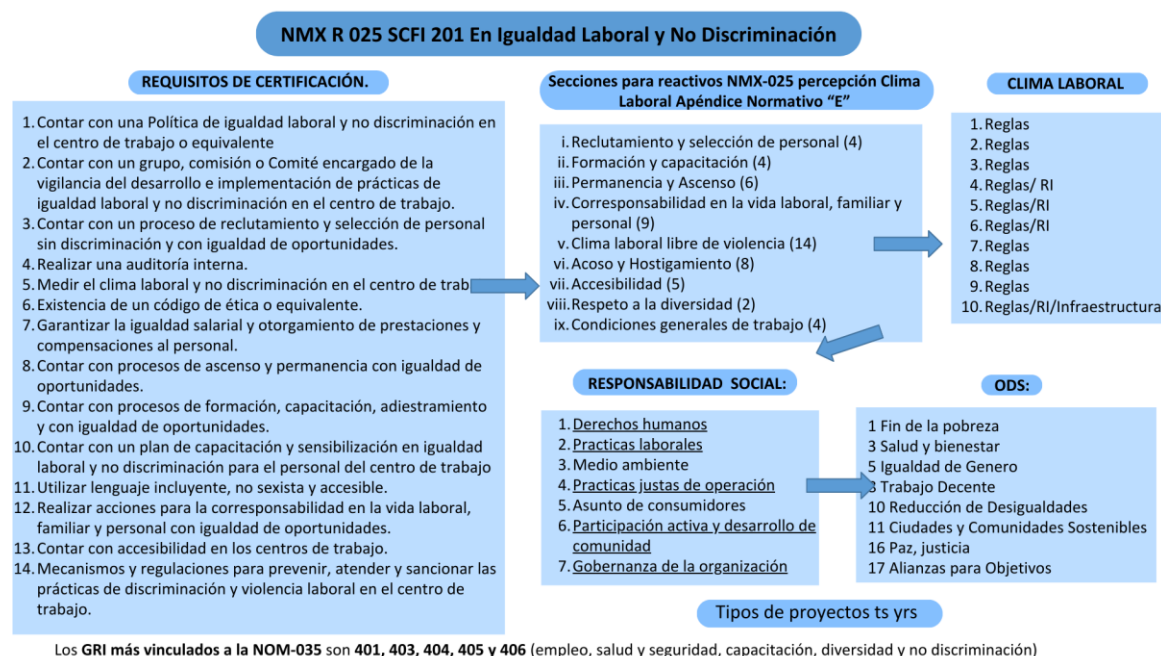 NMX R 025 SCFI 201 En Igualdad Laboral y No Discriminación
REQUISITOS DE CERTIFICACIÓN.
1. Contar con una Política de igualdad laboral y no discriminación en
el centro de trabajo o equivalente
2. Contar con un grupo, comisión o Comité encargado de la
vigilancia del desarrollo e implementación de prácticas de
igualdad laboral y no discriminación en el centro de trabajo.
3. Contar con un proceso de reclutamiento y selección de personal
sin discriminación y con igualdad de oportunidades.
4. Realizar una auditoría interna.
5. Medir el clima laboral y no discriminación en el centro de trab
6. Existencia de un código de ética o equivalente.
7. Garantizar la igualdad salarial y otorgamiento de prestaciones y
compensaciones al personal.
8. Contar con procesos de ascenso y permanencia con igualdad de
oportunidades.
9. Contar con procesos de formación, capacitación, adiestramiento
y con igualdad de oportunidades.
10. Contar con un plan de capacitación y sensibilización en igualdad
laboral y no discriminación para el personal del centro de trabajo
11. Utilizar lenguaje incluyente, no sexista y accesible.
12. Realizar acciones para la corresponsabilidad en la vida laboral,
familiar y personal con igualdad de oportunidades.
13. Contar con accesibilidad en los centros de trabajo.
14. Mecanismos y regulaciones para prevenir, atender y sancionar las
prácticas de discriminación y violencia laboral en el centro de
trabajo.
Secciones para reactivos NMX-025 percepción Clima
Laboral Apéndice Normativo “E”
i. Reclutamiento y selección de personal (4)
ii. Formación y capacitación (4)
iii. Permanencia y Ascenso (6)
iv. Corresponsabilidad en la vida laboral, familiar y
personal (9)
v. Clima laboral libre de violencia (14)
vi. Acoso y Hostigamiento (8)
vii. Accesibilidad (5)
viii. Respeto a la diversidad (2)
ix. Condiciones generales de trabajo (4)
CLIMA LABORAL
1. Reglas
2. Reglas
3. Reglas
4. Reglas/ RI
5. Reglas/RI
6. Reglas/RI
7. Reglas
8. Reglas
9. Reglas
10. Reglas/RI/Infraestructura
RESPONSABILIDAD SOCIAL:
1. Derechos humanos
2. Practicas laborales
3. Medio ambiente
4. Practicas justas de operación
5. Asunto de consumidores
6. Participación activa y desarrollo de
comunidad
7. Gobernanza de la organización
ODS:
1 Fin de la pobreza
3 Salud y bienestar
5 Igualdad de Genero
Trabajo Decente
10 Reducción de Desigualdades
11 Ciudades y Comunidades Sostenibles
16 Paz, justicia
17 Alianzas para Objetivos
Tipos de proyectos ts yrs
Los GRI más vinculados a la NOM-035 son 401, 403, 404, 405 y 406 (empleo, salud y seguridad, capacitación, diversidad y no discriminación)